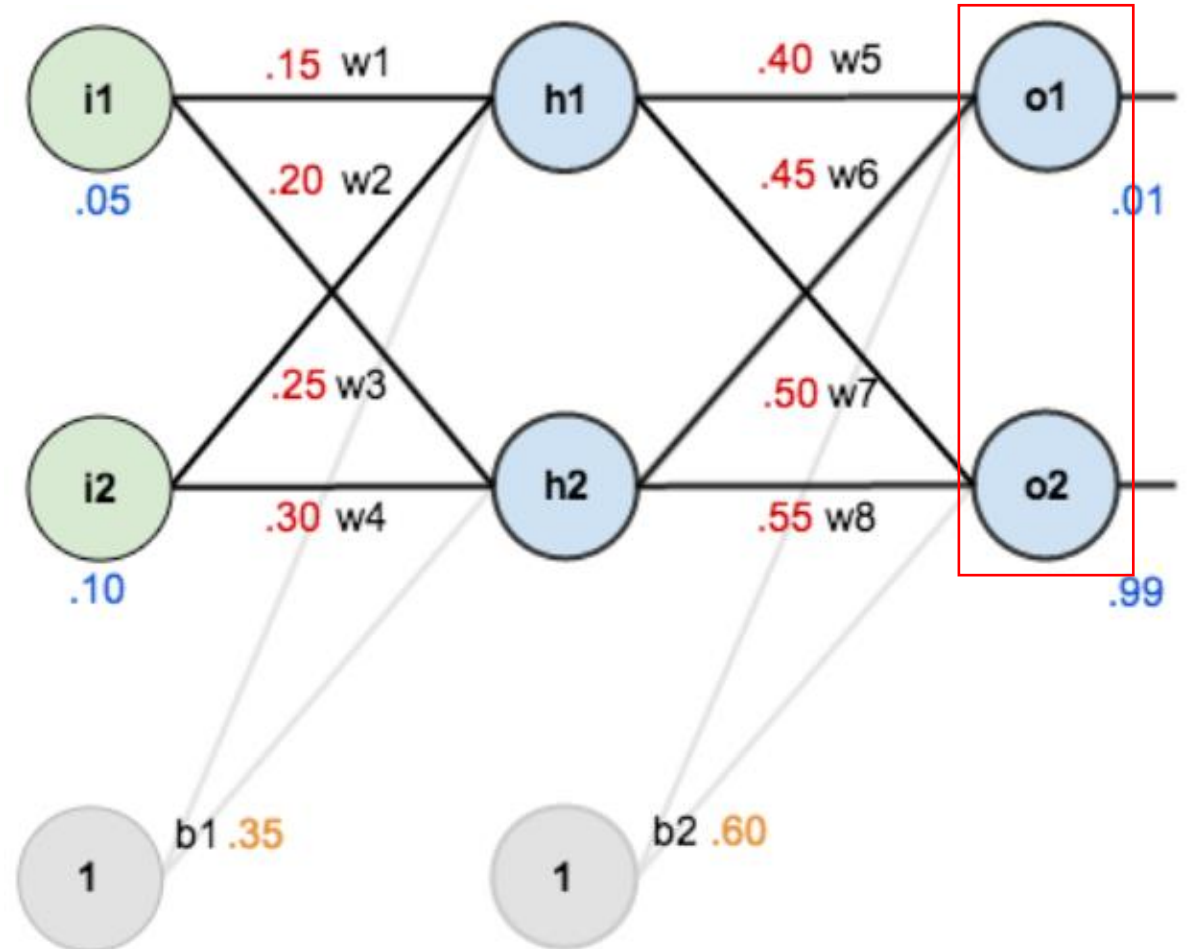 i1
.15 w1
h1
.40 w5
o1
.05
.20 w2
.45 w6
.01
.25 w3
.50 w7
i2
h2
o2
.30 w4
.55 w8
.10
.99
b1 .35
b2 .60
1
1